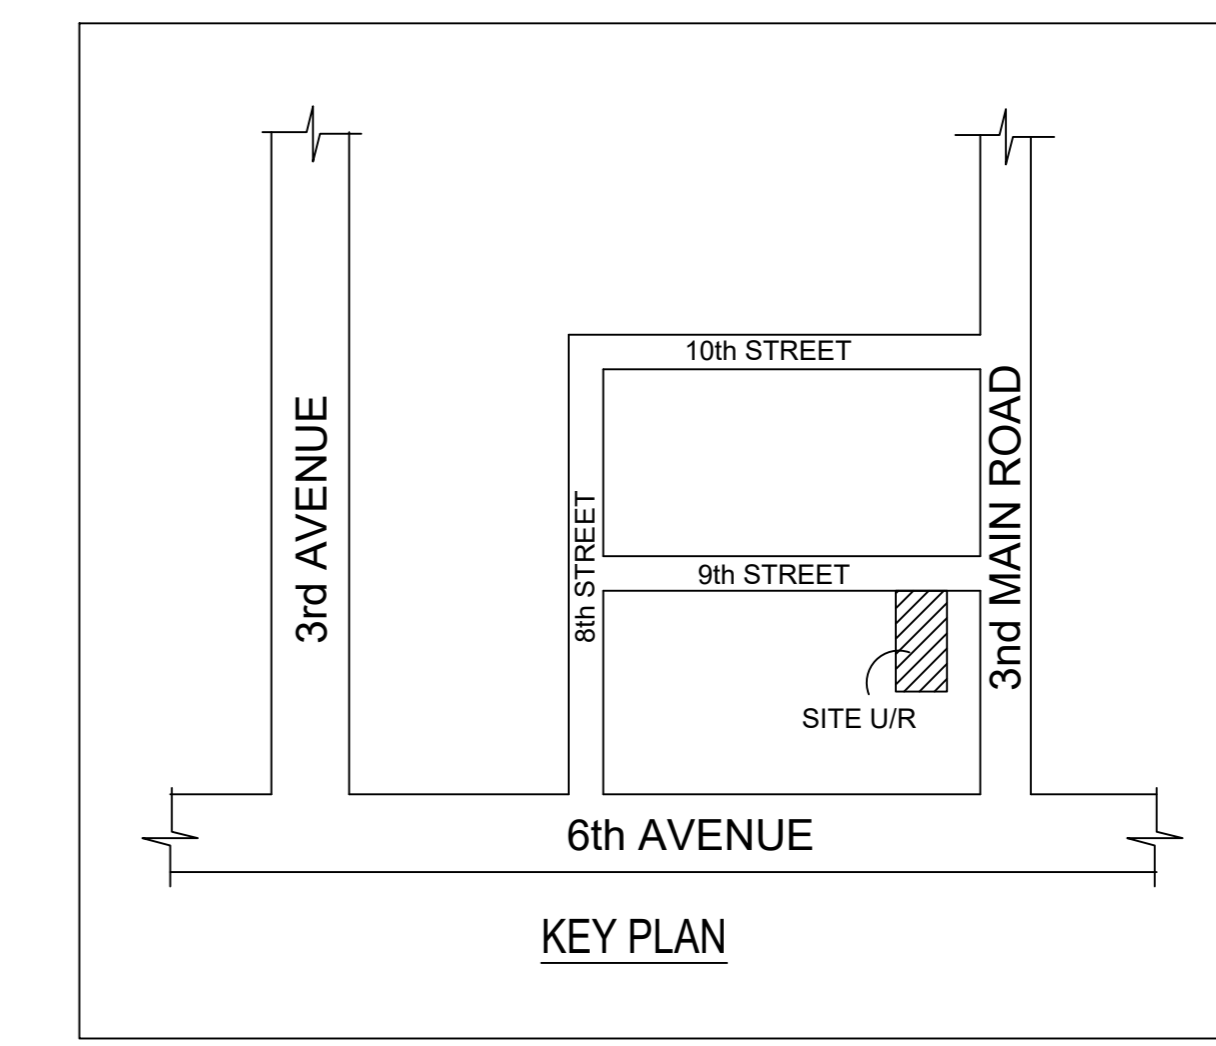 10th STREET
3rd AVENUE
8th STREET
9th STREET
3nd MAIN ROAD
SITE U/R
6th AVENUE
KEY PLAN